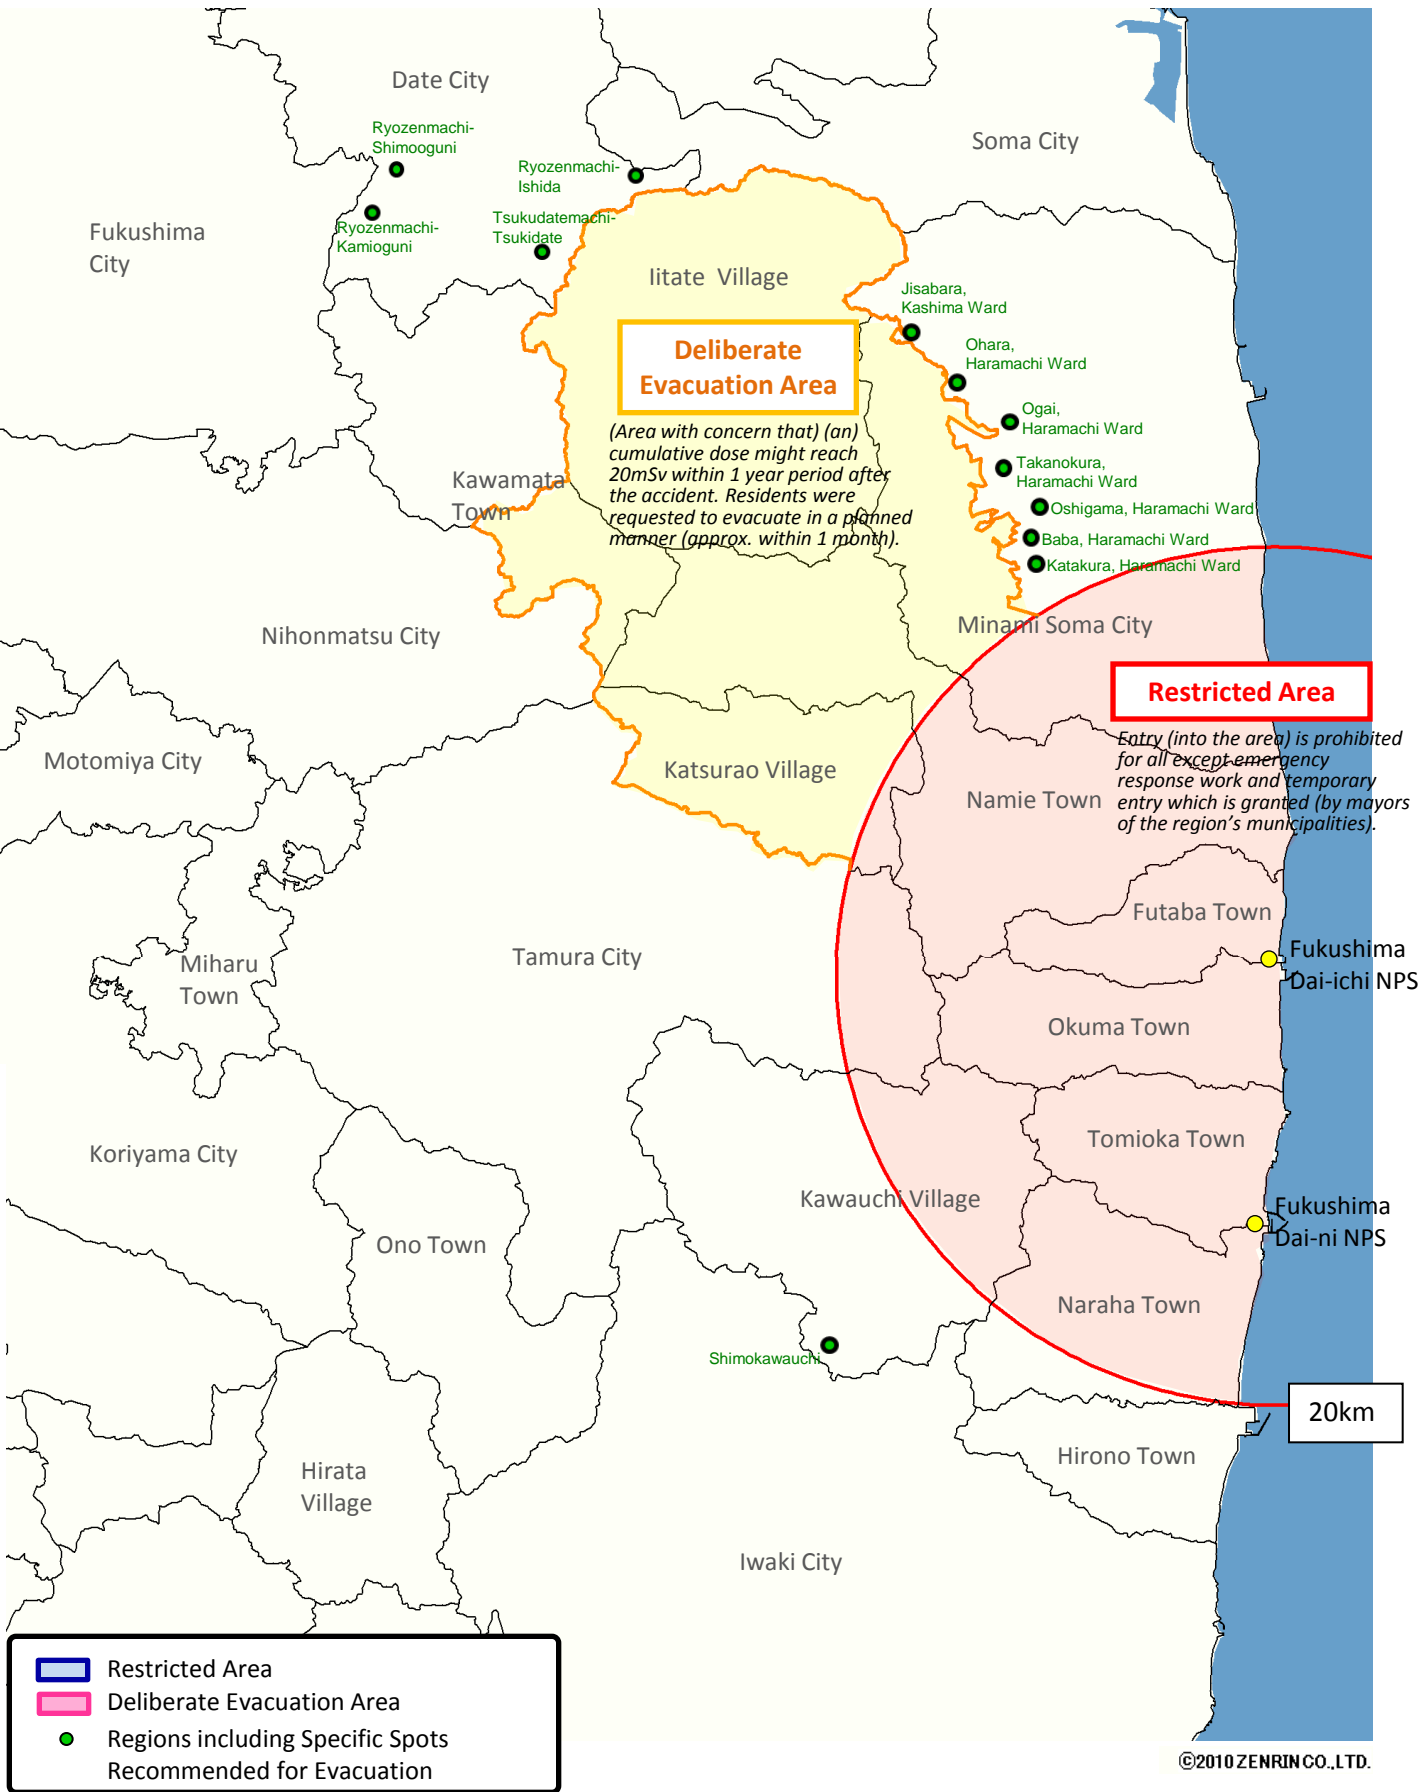 Date City
Ryozenmachi-
Shimooguni
Ryozenmachi-
Ishida
Soma City
Ryozenmachi-
Kamioguni
Tsukudatemachi-
Tsukidate
Fukushima
City
Iitate Village
Jisabara,
Kashima Ward
Deliberate
Evacuation Area
Ohara,
Haramachi Ward
(Area with concern that) (an)
cumulative dose might reach
20mSv within 1 year period after
the accident. Residents were
requested to evacuate in a planned
manner (approx. within 1 month).
Ogai,
Haramachi Ward
Kawamata
Town
Takanokura,
Haramachi Ward
Oshigama, Haramachi Ward
Baba, Haramachi Ward
Katakura, Haramachi Ward
Nihonmatsu City
Minami Soma City
Restricted Area
Entry (into the area) is prohibited
for all except emergency
response work and temporary
entry which is granted (by mayors
of the region's municipalities).
Motomiya City
Katsurao Village
Namie Town
Futaba Town
Miharu
Town
Tamura City
Fukushima
Dai-ichi NPS
Okuma Town
Koriyama City
Tomioka Town
Kawauchi Village
Fukushima
Dai-ni NPS
Ono Town
Naraha Town
Shimokawauchi
20km
Hirono Town
Hirata
Village
Iwaki City
Restricted Area
Deliberate Evacuation Area
Regions including Specific Spots
Recommended for Evacuation
©2010 ZENRIN CO., LTD.